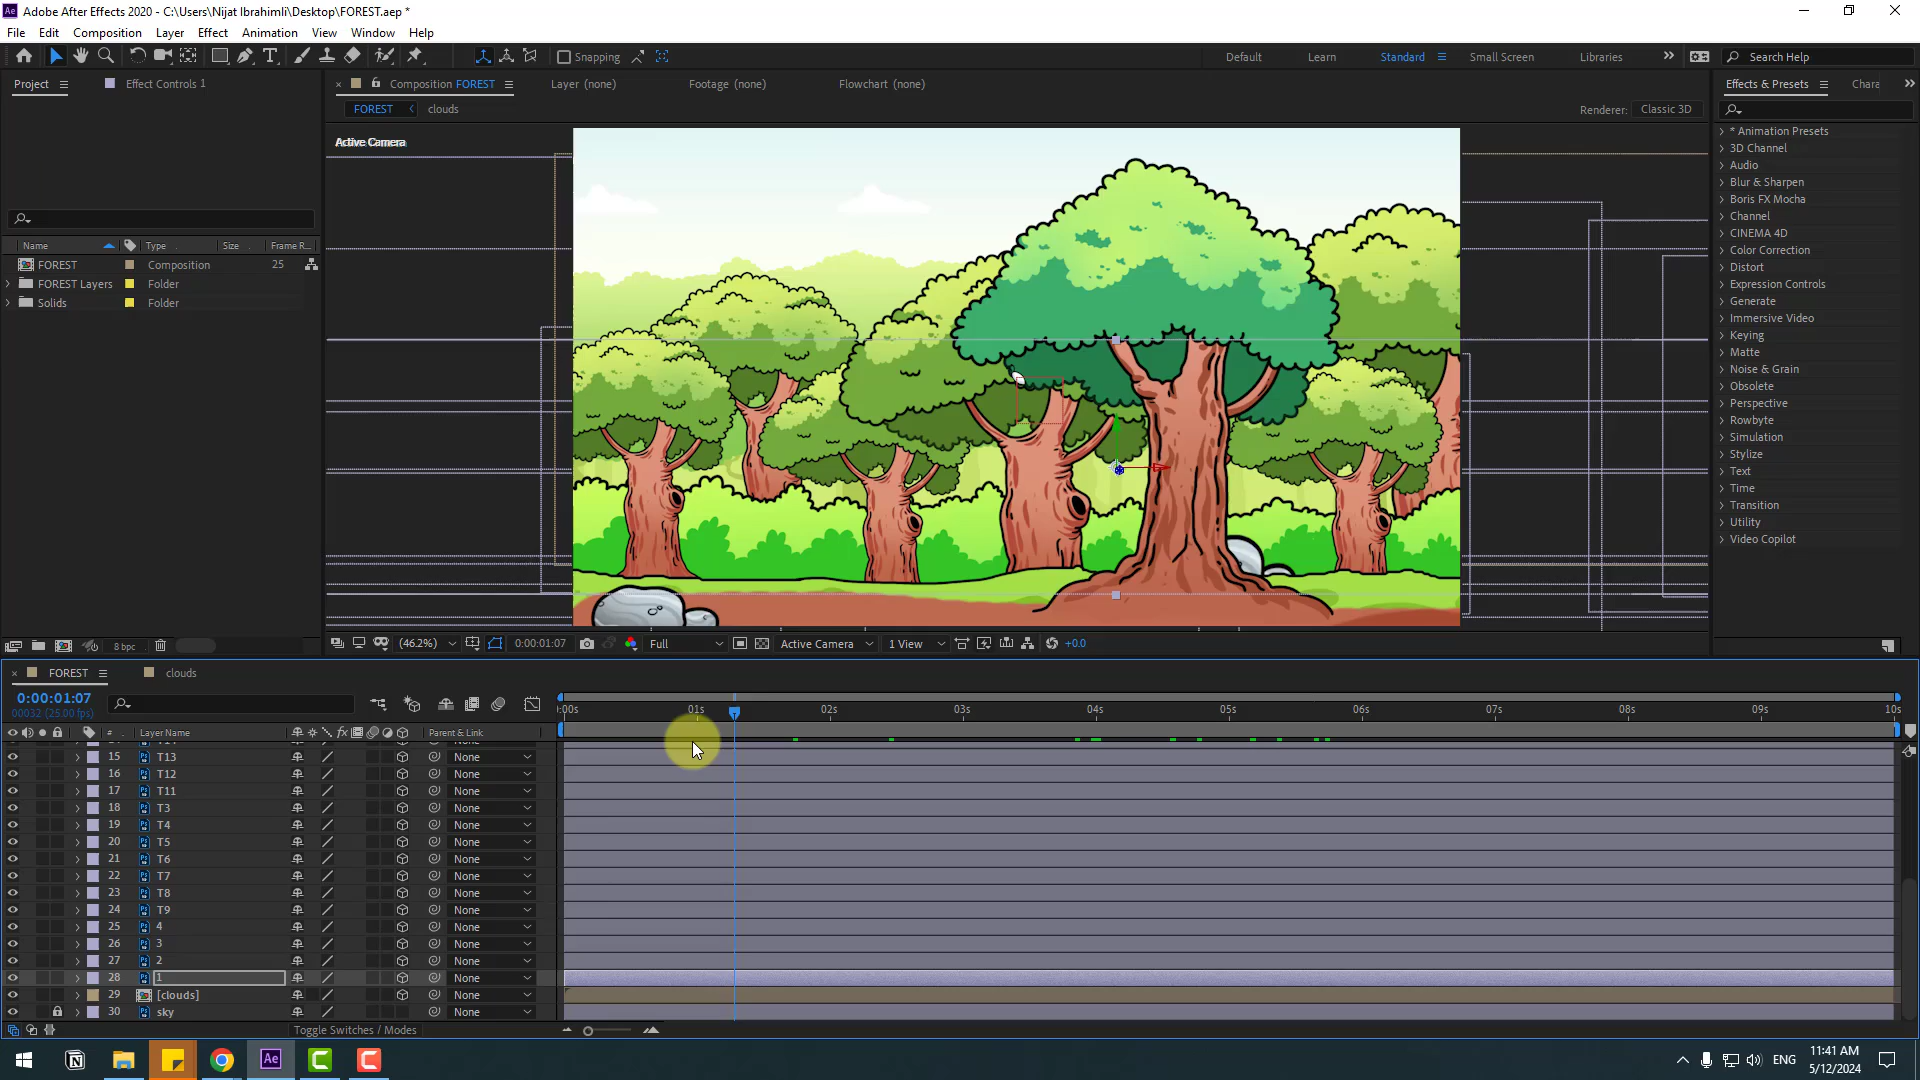 Adobe After Effects 2020 - C:\Users\Nijat Ibrahimli\Desktop\FOREST.aep *
File Edit Composition Layer Effect Animation View Window Help
Snapping Default Learn Standard Small Screen Libraries Search Help
Project Effect Controls 1 Composition FOREST Layer (none) Footage (none) Flowchart (none) Effects & Presets Chara
FOREST clouds Renderer: Classic 3D
Active Camera
* Animation Presets
3D Channel
Audio
Blur & Sharpen
Boris FX Mocha
Channel
CINEMA 4D
Color Correction
Distort
Expression Controls
Generate
Immersive Video
Keying
Matte
Noise & Grain
Obsolete
Perspective
Rowbyte
Simulation
Stylize
Text
Time
Transition
Utility
Video Copilot
Name Type Size Frame R...
FOREST Composition 25
FOREST Layers Folder
Solids Folder
8 bpc (46.2%) 0:00:01:07 Full Active Camera 1 View +0.0
FOREST clouds
0:00:01:07
00032 (25.00 fps)
:00s 01s 02s 03s 04s 05s 06s 07s 08s 09s 10s
# Layer Name Parent & Link
15 T13 None
16 T12 None
17 T11 None
18 T3 None
19 T4 None
20 T5 None
21 T6 None
22 T7 None
23 T8 None
24 T9 None
25 4 None
26 3 None
27 2 None
28 1 None
29 [clouds] None
30 sky None
Toggle Switches / Modes
ENG 11:41 AM
5/12/2024